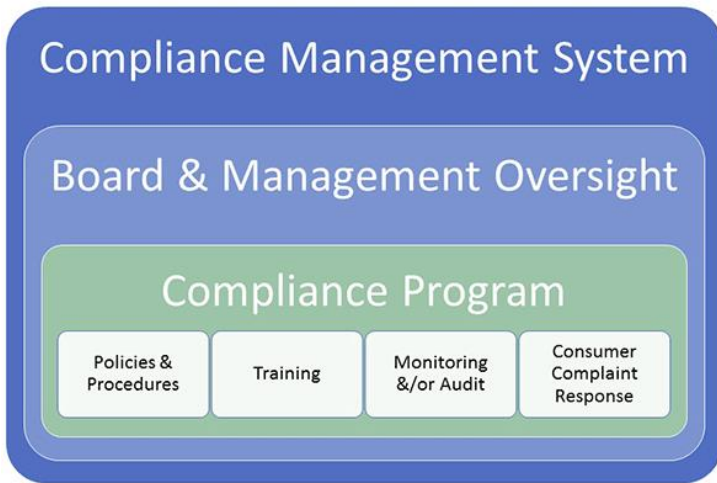 Compliance Management System
Board & Management Oversight
Compliance Program
Policies &
Procedures
Training
Monitoring
&/or Audit
Consumer
Complaint
Response